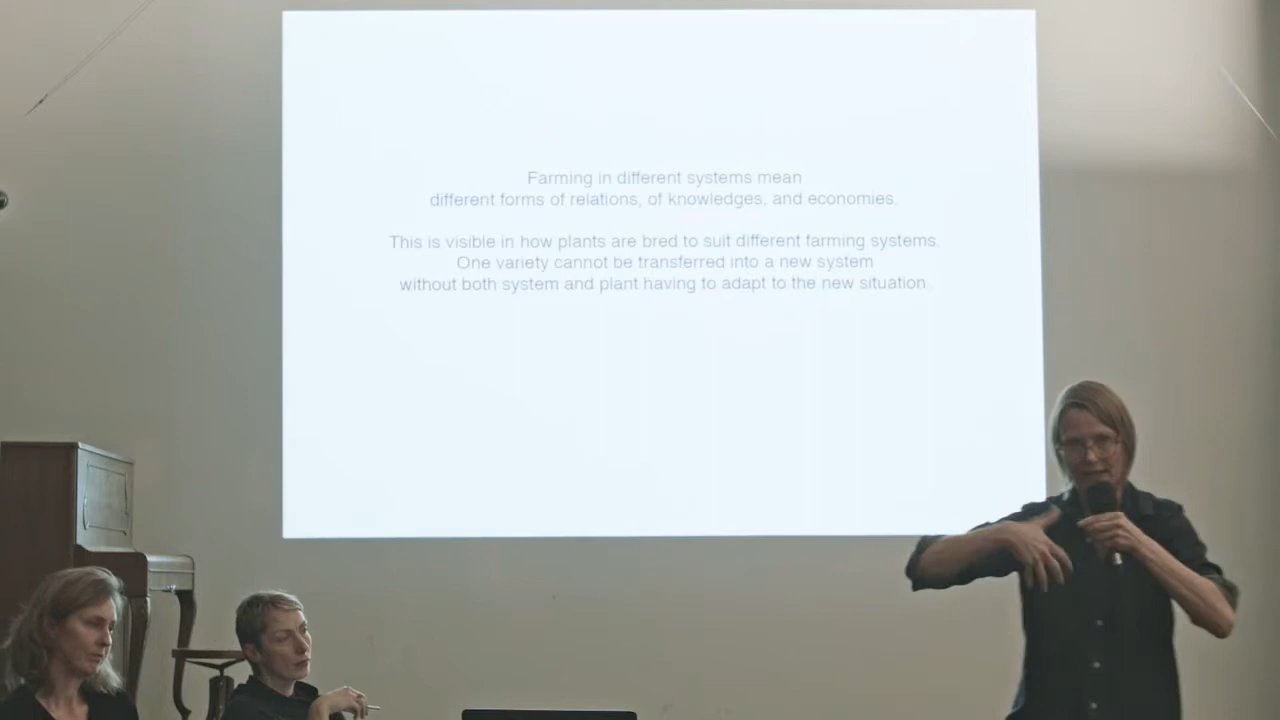 Farming in different systems mean
different forms of relations, of knowledges, and economies.
This is visible in how plants are bred to suit different farming systems.
One variety cannot be transferred into a new system
without both system and plant having to adapt to the new situation.